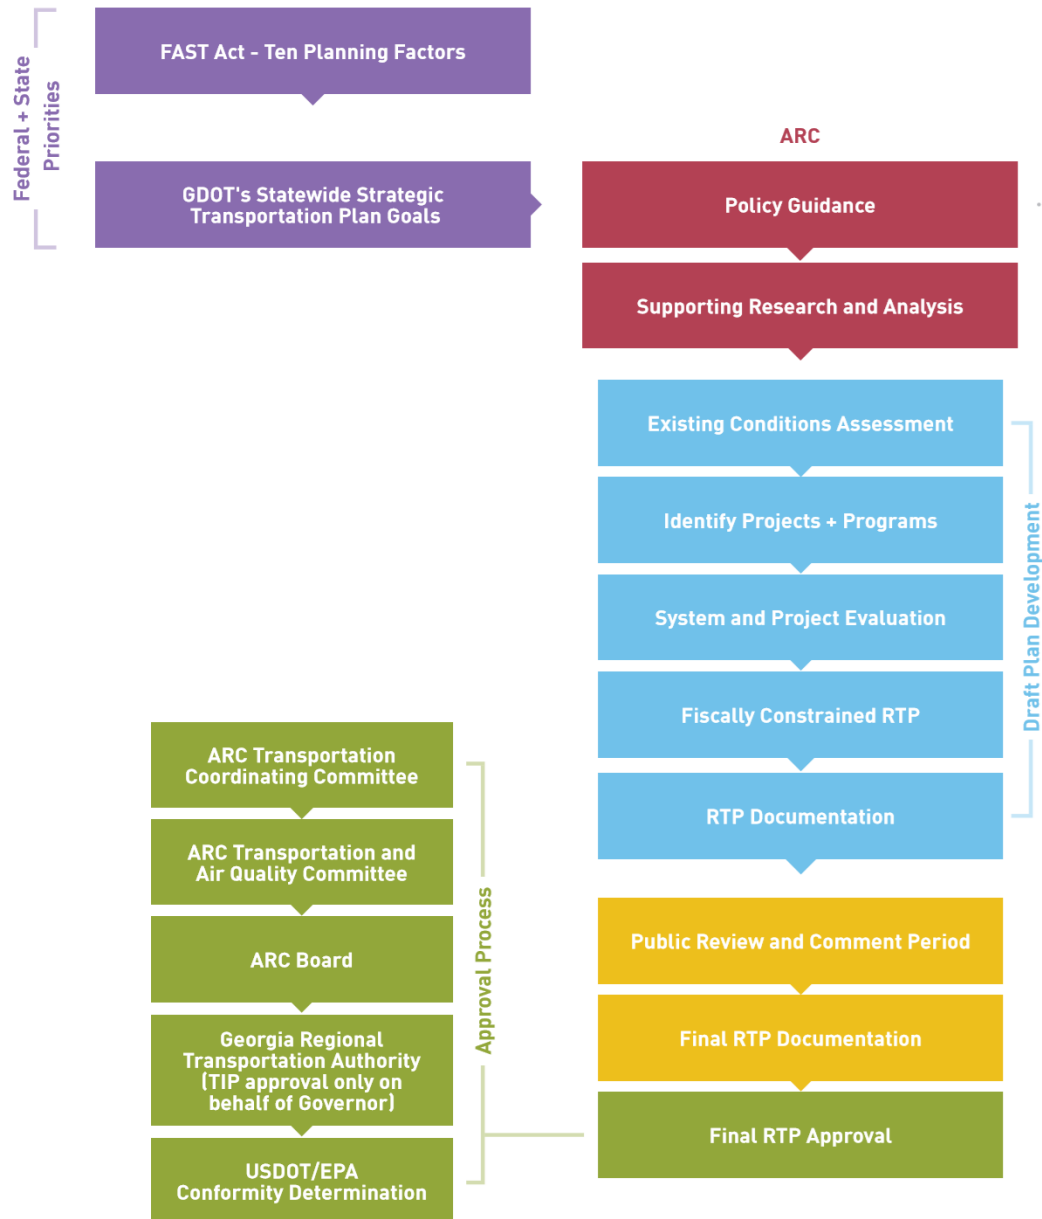 Federal + State
Priorities
FAST Act - Ten Planning Factors
GDOT's Statewide Strategic
Transportation Plan Goals
ARC
Policy Guidance
Supporting Research and Analysis
Existing Conditions Assessment
Identify Projects + Programs
System and Project Evaluation
Fiscally Constrained RTP
RTP Documentation
Draft Plan Development
Public Review and Comment Period
Final RTP Documentation
Final RTP Approval
Approval Process
ARC Transportation
Coordinating Committee
ARC Transportation and
Air Quality Committee
ARC Board
Georgia Regional
Transportation Authority
(TIP approval only on
behalf of Governor)
USDOT/EPA
Conformity Determination